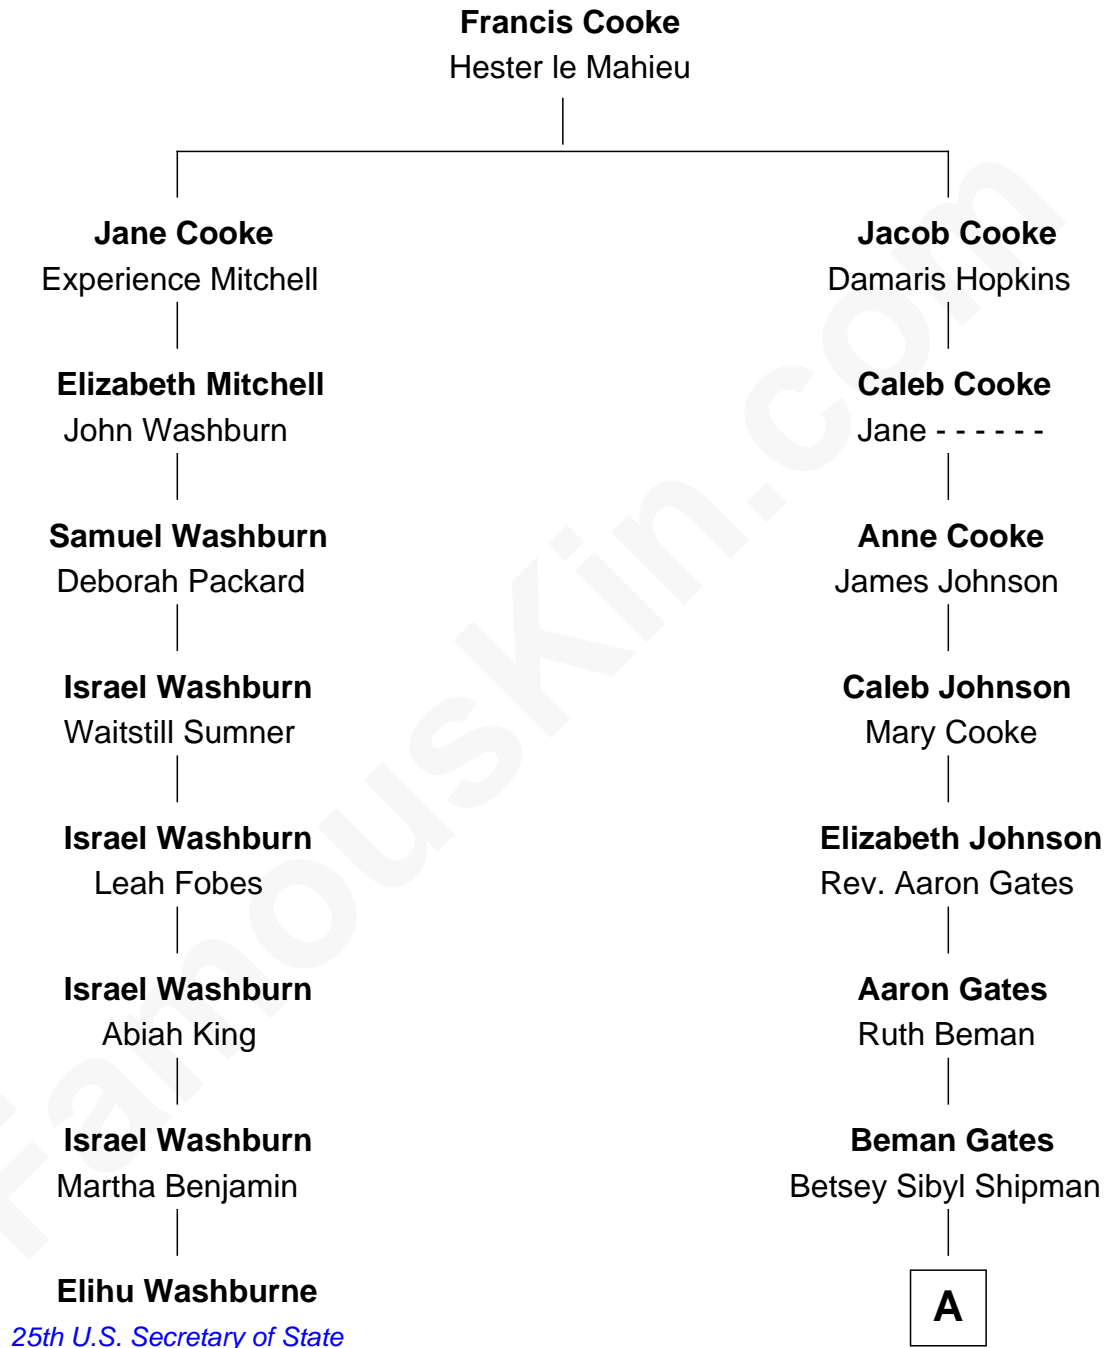 Francis Cooke
Hester le Mahieu
Jane Cooke
Experience Mitchell
Jacob Cooke
Damaris Hopkins
Elizabeth Mitchell
John Washburn
Caleb Cooke
Jane - - - - - -
Samuel Washburn
Deborah Packard
Anne Cooke
James Johnson
Israel Washburn
Waitstill Sumner
Caleb Johnson
Mary Cooke
Israel Washburn
Leah Fobes
Elizabeth Johnson
Rev. Aaron Gates
Israel Washburn
Abiah King
Aaron Gates
Ruth Beman
Israel Washburn
Martha Benjamin
Beman Gates
Betsey Sibyl Shipman
Elihu Washburne
25th U.S. Secretary of State
A
FamousKin.com